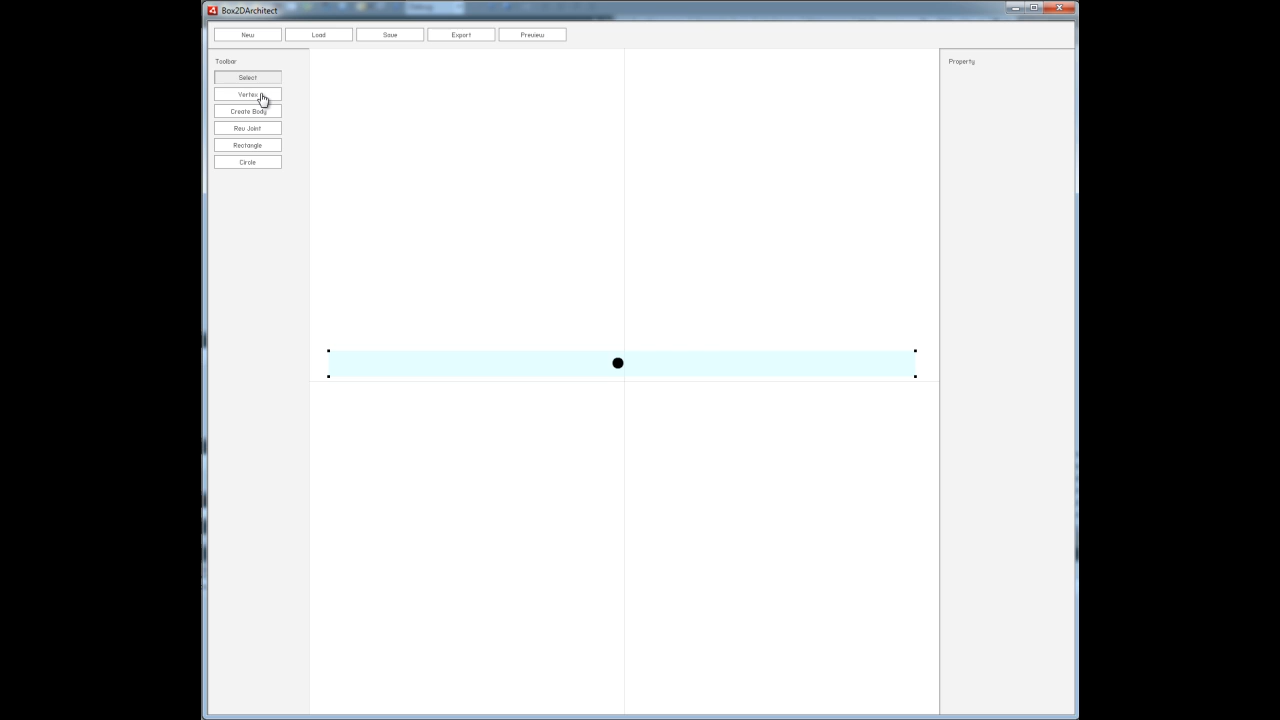 Box2DArchitect
New Load Save Export Preview
Toolbar
Property
Select
Vertex
Create Body
Rev Joint
Rectangle
Circle